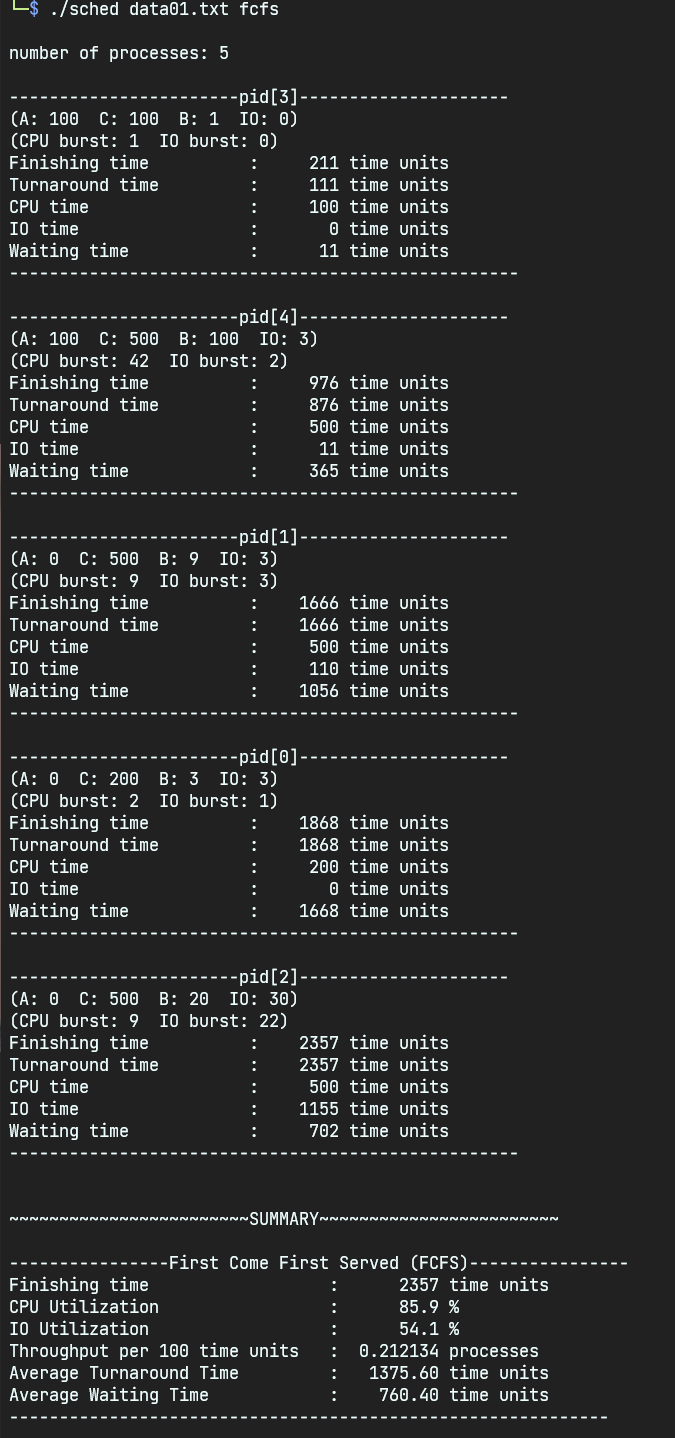 └─$ ./sched data01.txt fcfs
number of processes: 5
-----------------------pid[3]---------------------
(A: 100  C: 100  B: 1  IO: 0)
(CPU burst: 1  IO burst: 0)
Finishing time          :     211 time units
Turnaround time         :     111 time units
CPU time                :     100 time units
IO time                 :       0 time units
Waiting time            :      11 time units
---------------------------------------------------
-----------------------pid[4]---------------------
(A: 100  C: 500  B: 100  IO: 3)
(CPU burst: 42  IO burst: 2)
Finishing time          :     976 time units
Turnaround time         :     876 time units
CPU time                :     500 time units
IO time                 :      11 time units
Waiting time            :     365 time units
---------------------------------------------------
-----------------------pid[1]---------------------
(A: 0  C: 500  B: 9  IO: 3)
(CPU burst: 9  IO burst: 3)
Finishing time          :    1666 time units
Turnaround time         :    1666 time units
CPU time                :     500 time units
IO time                 :     110 time units
Waiting time            :    1056 time units
---------------------------------------------------
-----------------------pid[0]---------------------
(A: 0  C: 200  B: 3  IO: 3)
(CPU burst: 2  IO burst: 1)
Finishing time          :    1868 time units
Turnaround time         :    1868 time units
CPU time                :     200 time units
IO time                 :       0 time units
Waiting time            :    1668 time units
---------------------------------------------------
-----------------------pid[2]---------------------
(A: 0  C: 500  B: 20  IO: 30)
(CPU burst: 9  IO burst: 22)
Finishing time          :    2357 time units
Turnaround time         :    2357 time units
CPU time                :     500 time units
IO time                 :    1155 time units
Waiting time            :     702 time units
---------------------------------------------------
~~~~~~~~~~~~~~~~~~~~~~~~SUMMARY~~~~~~~~~~~~~~~~~~~~~~~~
----------------First Come First Served (FCFS)----------------
Finishing time                  :      2357 time units
CPU Utilization                 :      85.9 %
IO Utilization                  :      54.1 %
Throughput per 100 time units   :  0.212134 processes
Average Turnaround Time         :   1375.60 time units
Average Waiting Time            :    760.40 time units
------------------------------------------------------------